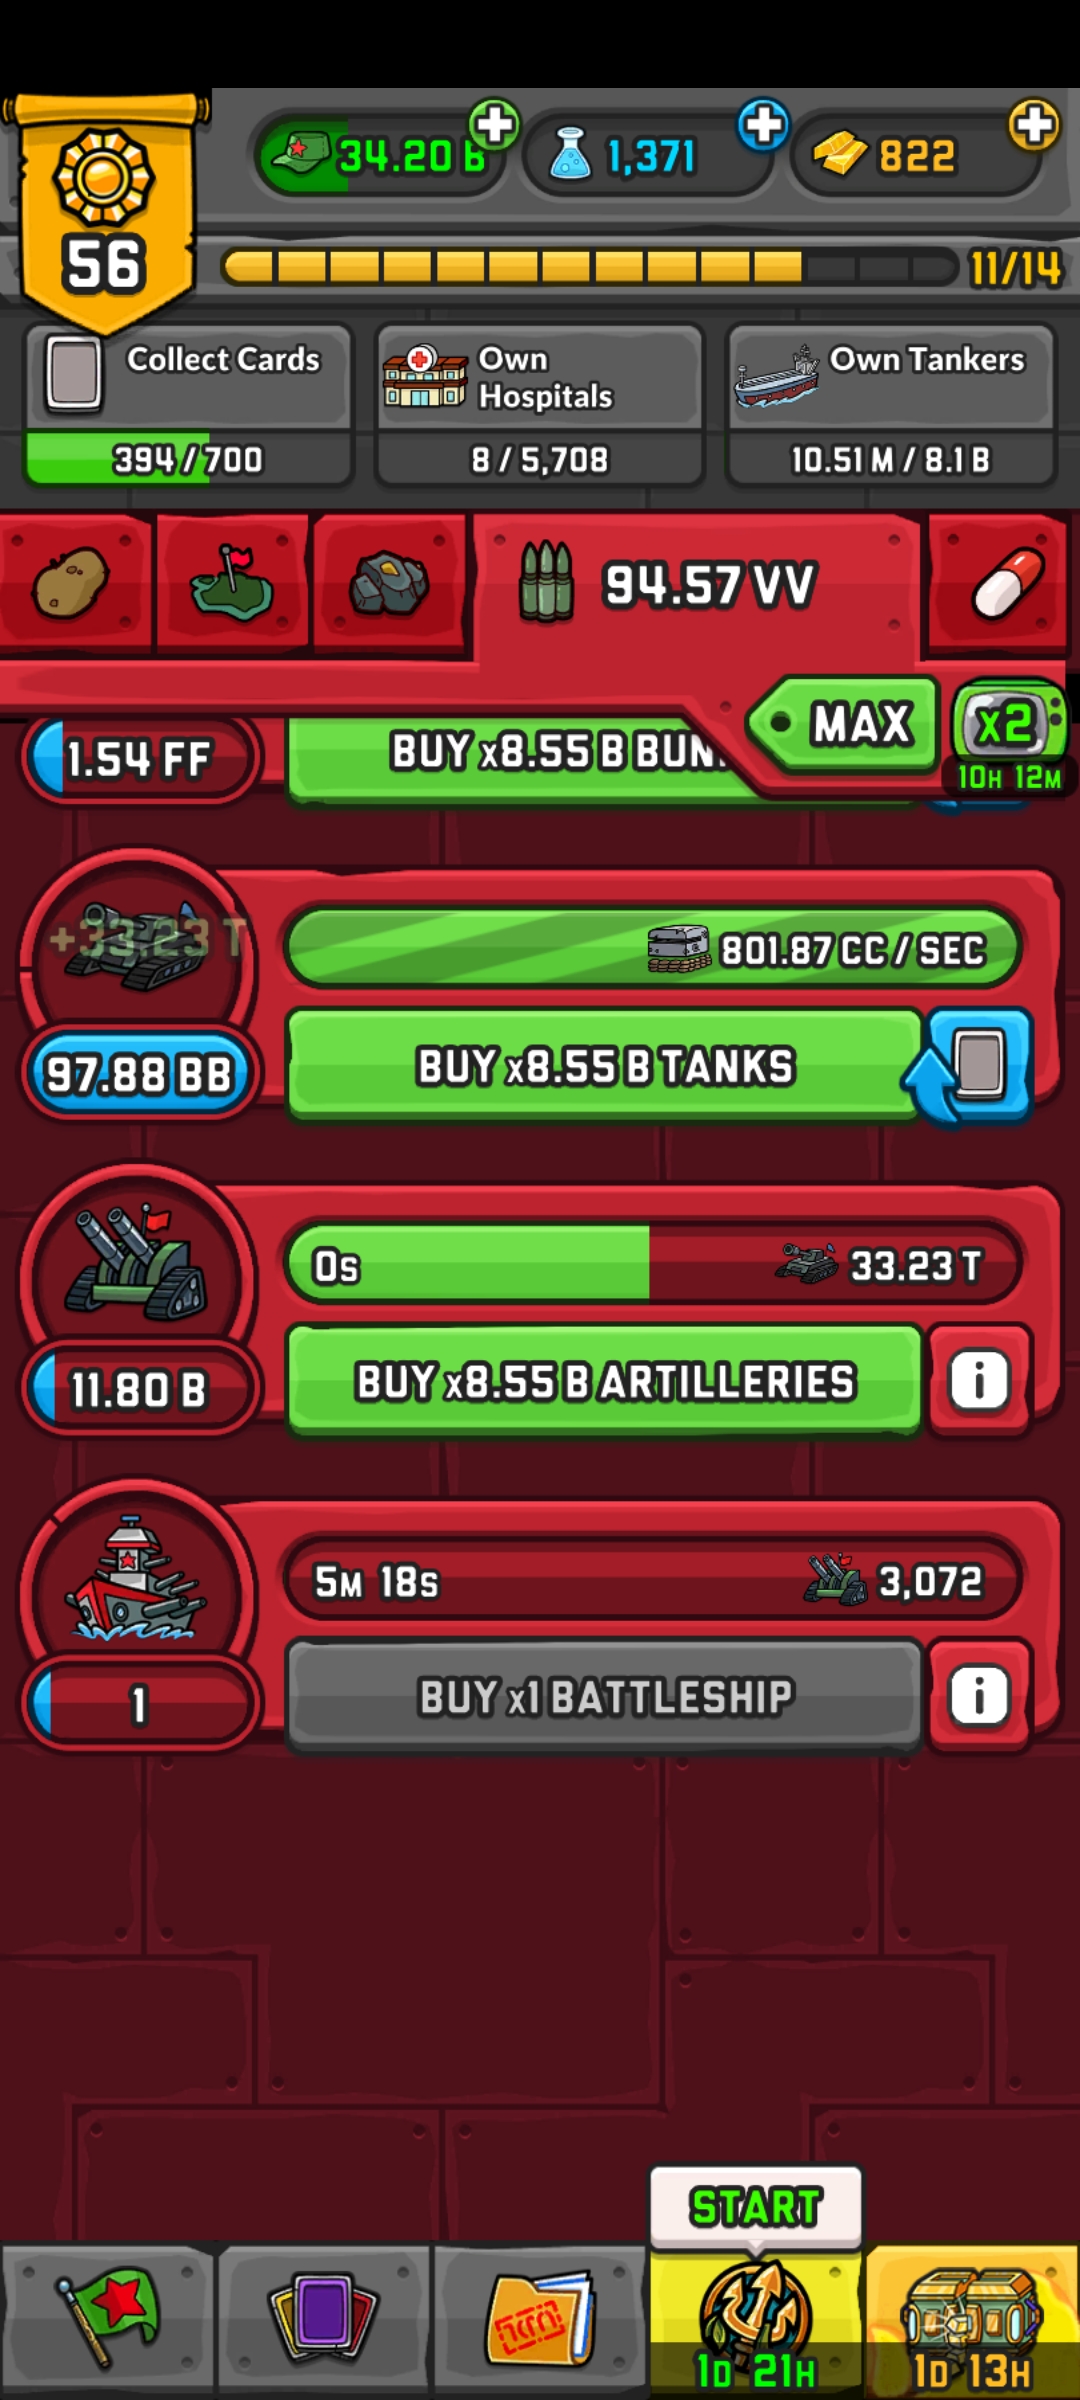 34.20 B
1,371
822
56
11/14
Collect Cards
394 / 700
Own
Hospitals
8 / 5,708
Own Tankers
10.51 M / 8.1 B
94.57 VV
MAX
x2
10H 12M
1.54 FF
BUY x8.55 B BUN
+33.23 T
801.87 CC / SEC
97.88 BB
BUY x8.55 B TANKS
0s
33.23 T
11.80 B
BUY x8.55 B ARTILLERIES
i
5M 18s
3,072
1
BUY x1 BATTLESHIP
i
START
1D 21H
1D 13H